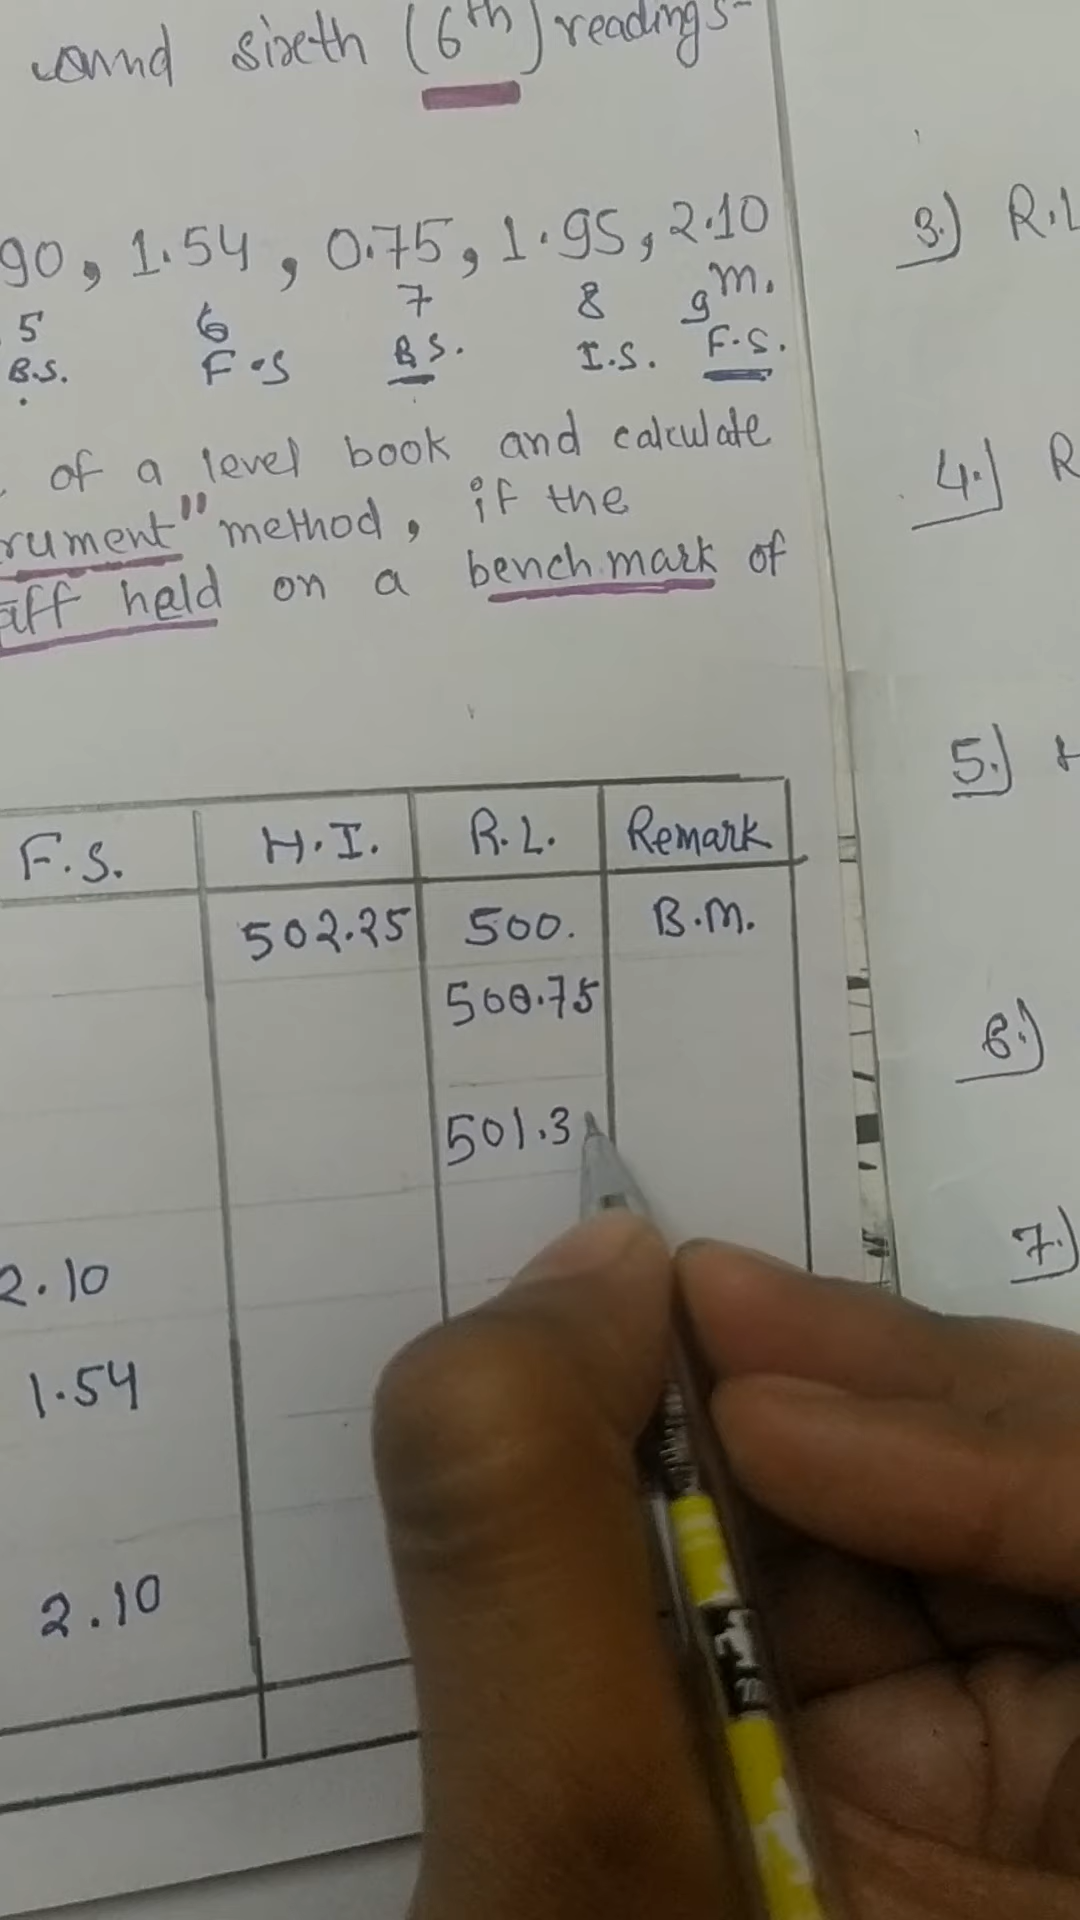 and sixth (6th) readings
90, 1.54, 0.75, 1.95, 2.10 m.
5 6 7 8 9
B.S. F.S B.S. I.S. F.S.
of a level book and calculate
rument" method, if the
aff held on a benchmark of
F.S. H.I. R.L. Remark
502.25 500. B.M.
500.75
501.3
2.10
1.54
2.10
3.) R.L
4.) R
5.)
6.)
7.)